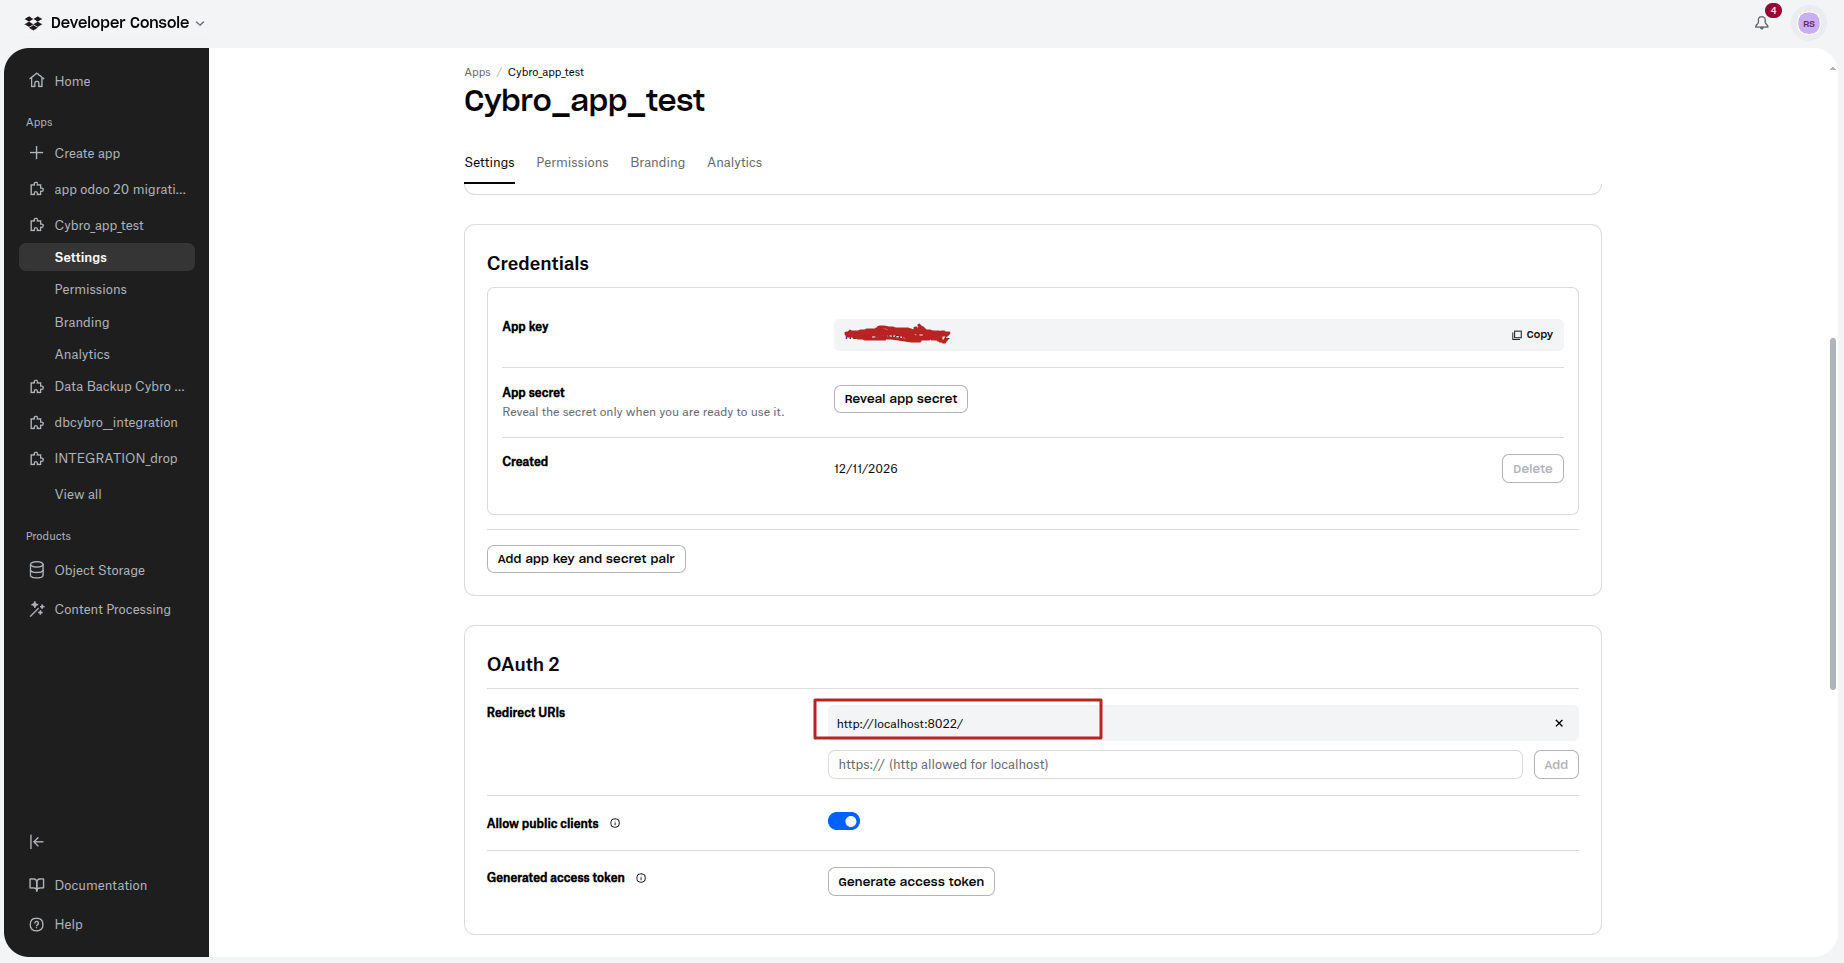 Developer Console
4
RS
Home
Apps
Create app
app odoo 20 migrati...
Cybro_app_test
Settings
Permissions
Branding
Analytics
Data Backup Cybro ...
dbcybro_integration
INTEGRATION_drop
View all
Products
Object Storage
Content Processing
Documentation
Help
Apps / Cybro_app_test
Cybro_app_test
Settings Permissions Branding Analytics
Credentials
App key
Copy
App secret
Reveal the secret only when you are ready to use it.
Reveal app secret
Created
12/11/2026
Delete
Add app key and secret pair
OAuth 2
Redirect URIs
http://localhost:8022/
https:// (http allowed for localhost)
Add
Allow public clients
Generated access token
Generate access token